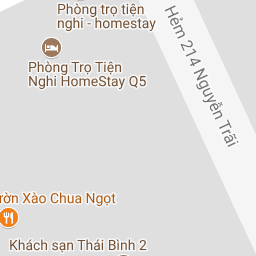 Phòng trọ tiện
nghi - homestay
Phòng Trọ Tiện
Nghi HomeStay Q5
Hẻm 214 Nguyễn Trãi
ườn Xào Chua Ngọt
Khách sạn Thái Bình 2